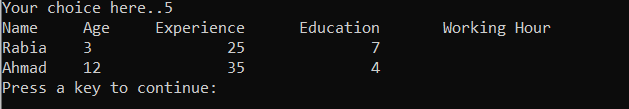 Your choice here..5
Name Age Experience Education Working Hour
Rabia 3 25 7
Ahmad 12 35 4
Press a key to continue: